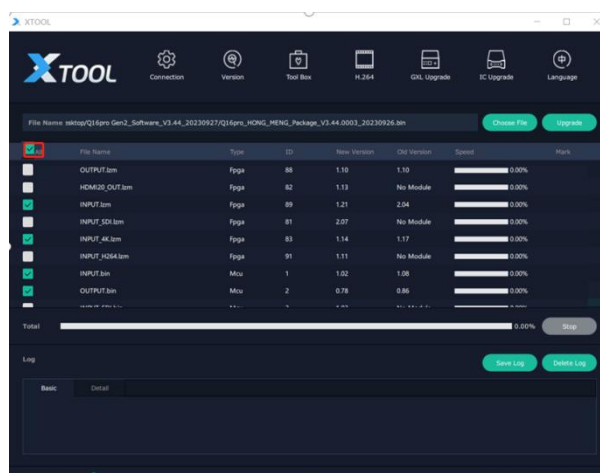 XTOOL
XTOOL
Connection
Version
Tool Box
H.264
GXL Upgrade
IC Upgrade
Language
File Name
sktop/Q16pro Gen2_Software_V3.44_20230927/Q16pro_HONG_MENG_Package_V3.44.0003_20230926.bin
Choose File
Upgrade
All File Name Type ID New Version Old Version Speed Mark
OUTPUT.lzm Fpga 88 1.10 1.10 0.00%
HDMI20_OUT.lzm Fpga 82 1.13 No Module 0.00%
INPUT.lzm Fpga 89 1.21 2.04 0.00%
INPUT_SDI.lzm Fpga 81 2.07 No Module 0.00%
INPUT_4K.lzm Fpga 83 1.14 1.17 0.00%
INPUT_H264.lzm Fpga 91 1.11 No Module 0.00%
INPUT.bin Mcu 1 1.02 1.08 0.00%
OUTPUT.bin Mcu 2 0.78 0.86 0.00%
Total 0.00% Stop
Log
Save Log
Delete Log
Basic Detail